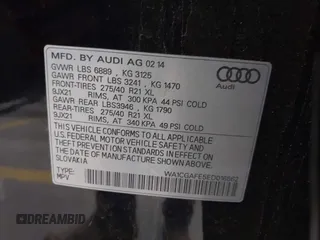 MFD. BY AUDI AG 02.14
GVWR LBS 6889 , KG 3125
GAWR FRONT LBS 3241 , KG 1470
FRONT-TIRES 275/40 R21 XL
9JX21 RIMS, AT 300 KPA 44 PSI COLD
GAWR REAR LBS3946 , KG 1790
REAR-TIRES 275/40 R21 XL
9JX21 RIMS, AT 340 KPA 49 PSI COLD
THIS VEHICLE CONFORMS TO ALL APPLICABLE
FEDERAL MOTOR VEHICLE SAFETY STANDARDS
IN EFFECT ON THE DATE OF MANUFACTURE
SHOWN ABOVE.
SLOVAKIA
TYPE: MPV
Audi
DREAMBID